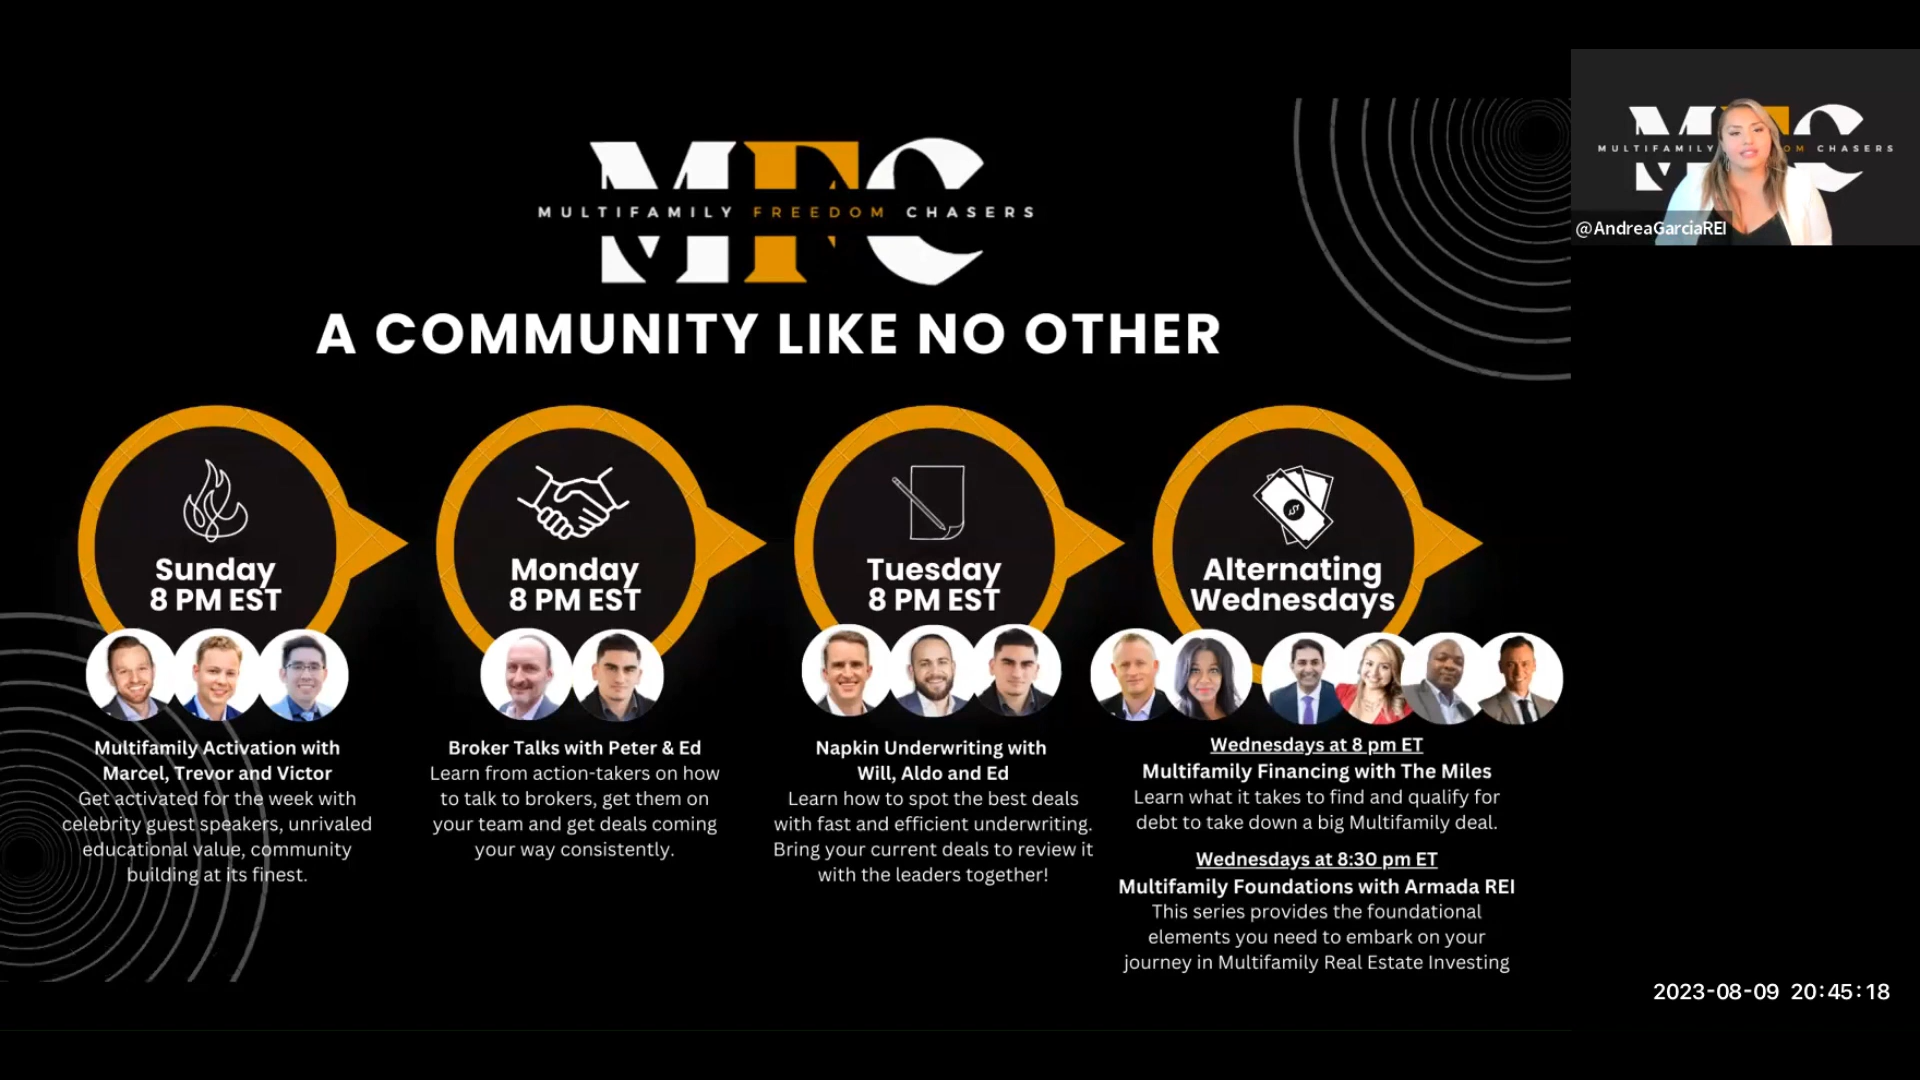 MFC
MULTIFAMILY FREEDOM CHASERS
A COMMUNITY LIKE NO OTHER
Sunday
8 PM EST
Multifamily Activation with
Marcel, Trevor and Victor
Get activated for the week with
celebrity guest speakers, unrivaled
educational value, community
building at its finest.
Monday
8 PM EST
Broker Talks with Peter & Ed
Learn from action-takers on how
to talk to brokers, get them on
your team and get deals coming
your way consistently.
Tuesday
8 PM EST
Napkin Underwriting with
Will, Aldo and Ed
Learn how to spot the best deals
with fast and efficient underwriting.
Bring your current deals to review it
with the leaders together!
Alternating
Wednesdays
Wednesdays at 8 pm ET
Multifamily Financing with The Miles
Learn what it takes to find and qualify for
debt to take down a big Multifamily deal.
Wednesdays at 8:30 pm ET
Multifamily Foundations with Armada REI
This series provides the foundational
elements you need to embark on your
journey in Multifamily Real Estate Investing
MFC
MULTIFAMILY OM CHASERS
@AndreaGarciaREI
2023-08-09 20:45:18